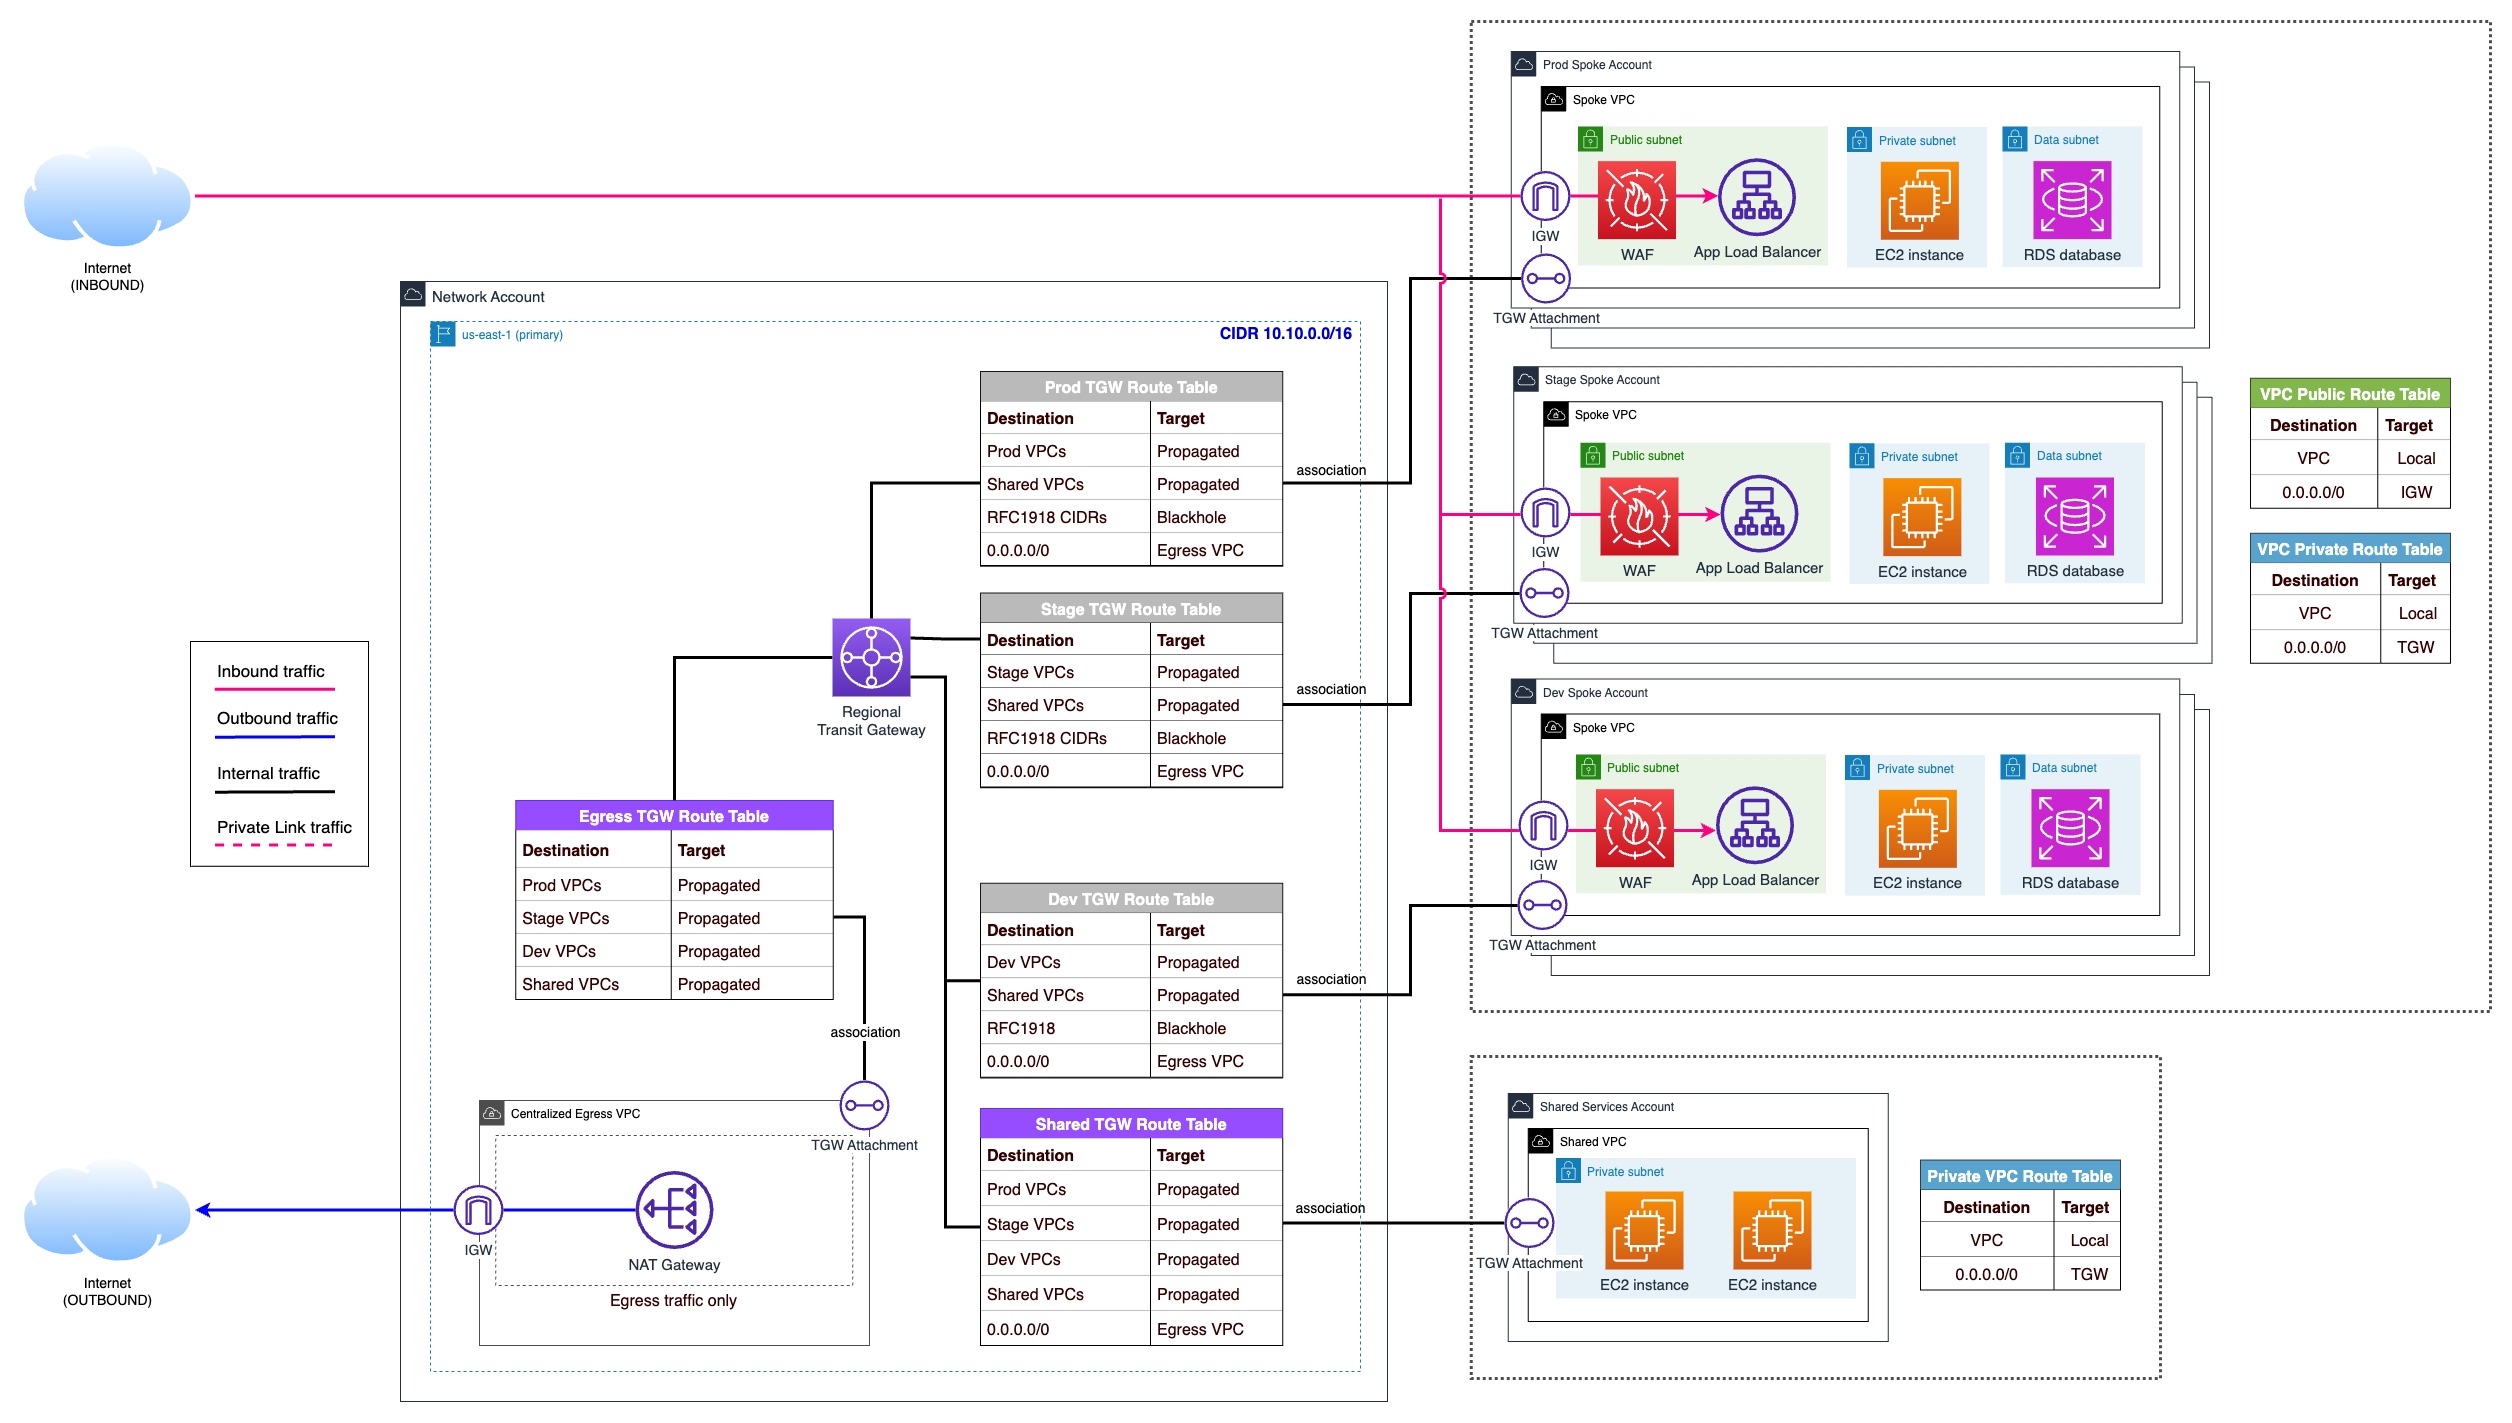 Internet
(INBOUND)
Network Account
us-east-1 (primary)
CIDR 10.10.0.0/16
Prod TGW Route Table
Destination Target
Prod VPCs Propagated
Shared VPCs Propagated
RFC1918 CIDRs Blackhole
0.0.0.0/0 Egress VPC
association
Stage TGW Route Table
Destination Target
Stage VPCs Propagated
Shared VPCs Propagated
RFC1918 CIDRs Blackhole
0.0.0.0/0 Egress VPC
association
Regional
Transit Gateway
Inbound traffic
Outbound traffic
Internal traffic
Private Link traffic
Egress TGW Route Table
Destination Target
Prod VPCs Propagated
Stage VPCs Propagated
Dev VPCs Propagated
Shared VPCs Propagated
association
Dev TGW Route Table
Destination Target
Dev VPCs Propagated
Shared VPCs Propagated
RFC1918 Blackhole
0.0.0.0/0 Egress VPC
association
Centralized Egress VPC
TGW Attachment
IGW
NAT Gateway
Egress traffic only
Internet
(OUTBOUND)
Shared TGW Route Table
Destination Target
Prod VPCs Propagated
Stage VPCs Propagated
Dev VPCs Propagated
Shared VPCs Propagated
0.0.0.0/0 Egress VPC
association
Prod Spoke Account
Spoke VPC
Public subnet
Private subnet
Data subnet
IGW
WAF
App Load Balancer
EC2 instance
RDS database
TGW Attachment
Stage Spoke Account
Spoke VPC
Public subnet
Private subnet
Data subnet
IGW
WAF
App Load Balancer
EC2 instance
RDS database
TGW Attachment
VPC Public Route Table
Destination Target
VPC Local
0.0.0.0/0 IGW
VPC Private Route Table
Destination Target
VPC Local
0.0.0.0/0 TGW
Dev Spoke Account
Spoke VPC
Public subnet
Private subnet
Data subnet
IGW
WAF
App Load Balancer
EC2 instance
RDS database
TGW Attachment
Shared Services Account
Shared VPC
Private subnet
TGW Attachment
EC2 instance
EC2 instance
Private VPC Route Table
Destination Target
VPC Local
0.0.0.0/0 TGW